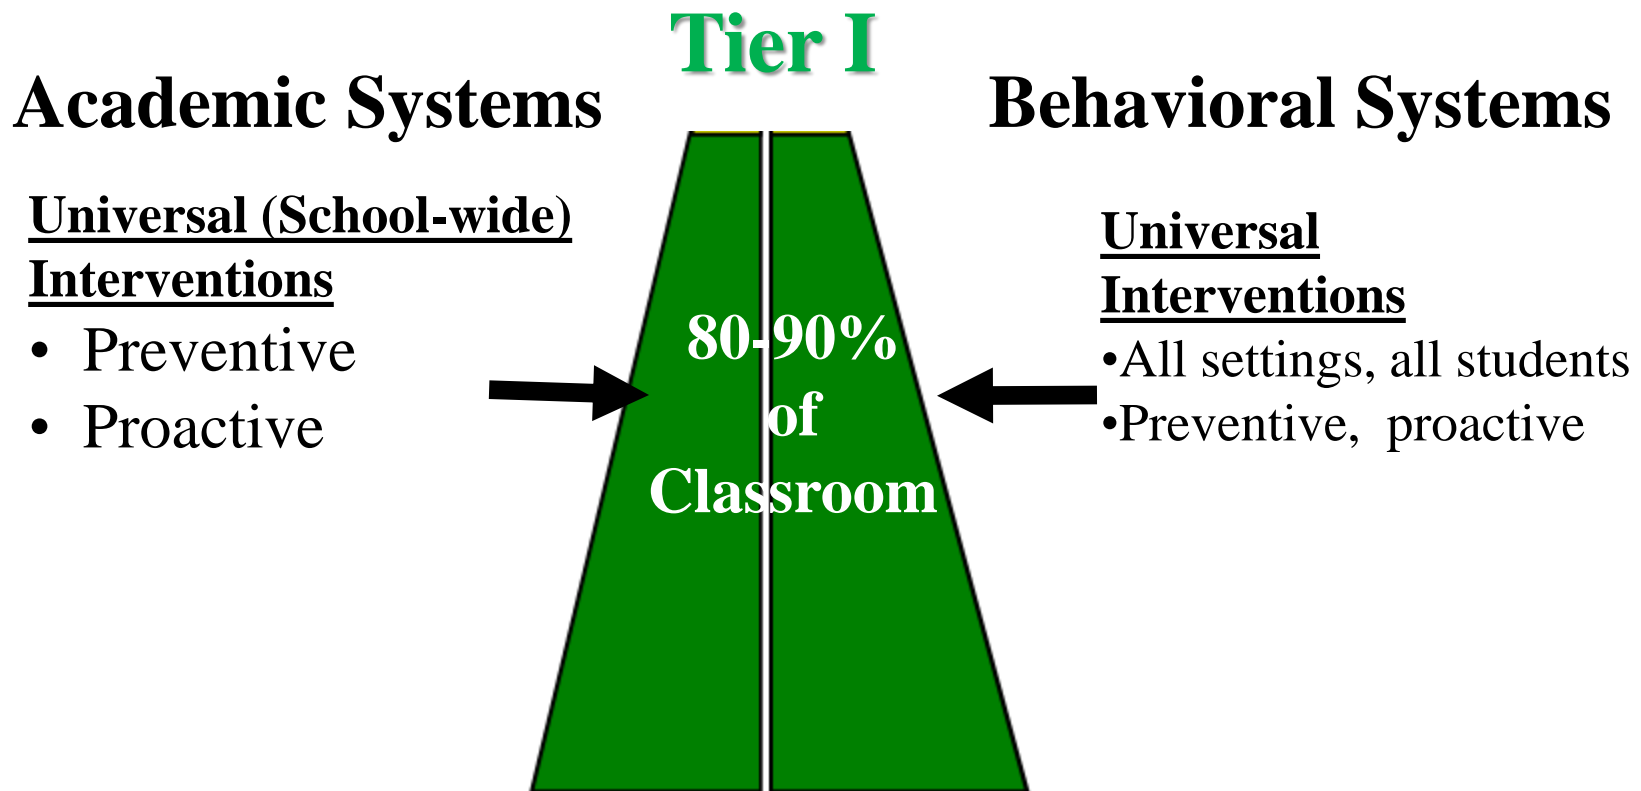 Tier I
Academic Systems
Behavioral Systems
Universal (School-wide)
Interventions
• Preventive
• Proactive
80-90%
of
Classroom
Universal
Interventions
•All settings, all students
•Preventive, proactive